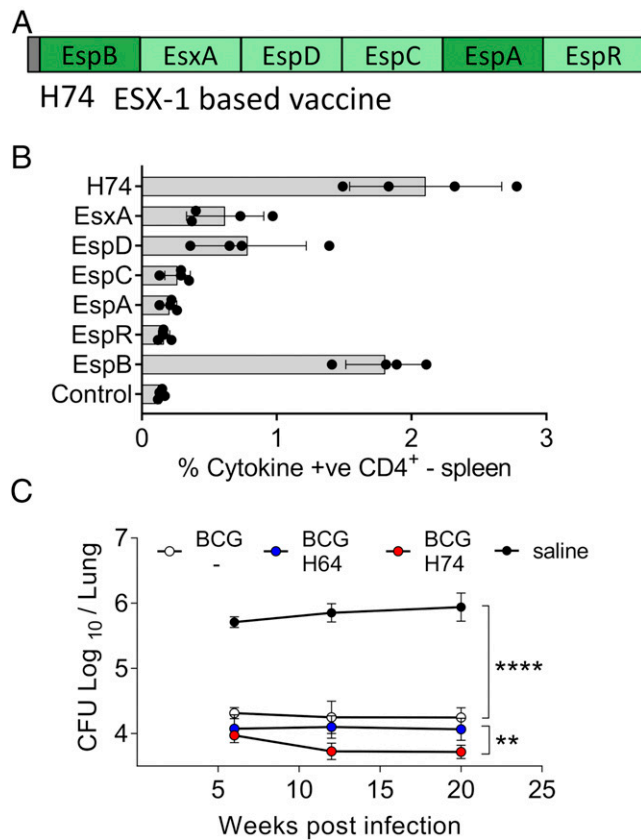 A
EspB EsxA EspD EspC EspA EspR
H74 ESX-1 based vaccine
B
H74
EsxA
EspD
EspC
EspA
EspR
EspB
Control
0 1 2 3
% Cytokine +ve CD4+ - spleen
C
BCG - BCG H64 BCG H74 saline
7
6
5
4
CFU Log 10 / Lung
****
**
5 10 15 20 25
Weeks post infection